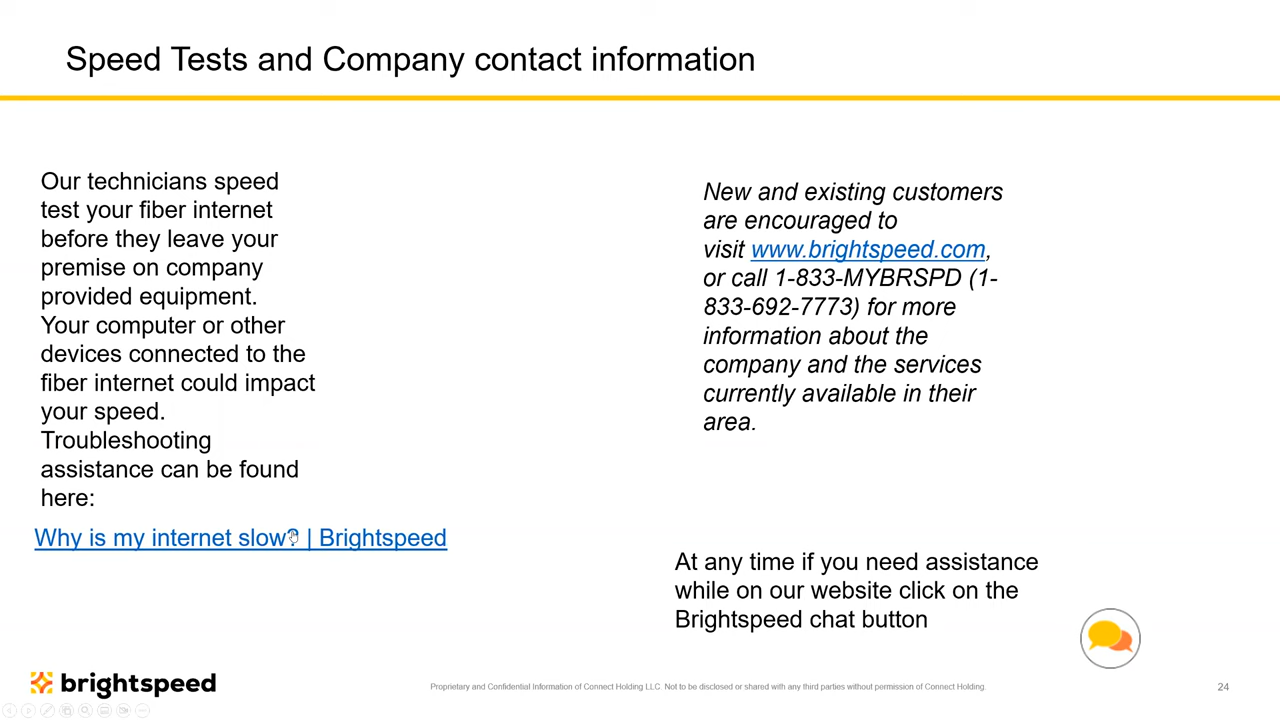 Speed Tests and Company contact information
Our technicians speed
test your fiber internet
before they leave your
premise on company
provided equipment.
Your computer or other
devices connected to the
fiber internet could impact
your speed.
Troubleshooting
assistance can be found
here:
Why is my internet slow? | Brightspeed
New and existing customers
are encouraged to
visit www.brightspeed.com,
or call 1-833-MYBRSPD (1-
833-692-7773) for more
information about the
company and the services
currently available in their
area.
At any time if you need assistance
while on our website click on the
Brightspeed chat button
brightspeed
Proprietary and Confidential Information of Connect Holding LLC. Not to be disclosed or shared with any third parties without permission of Connect Holding.
24